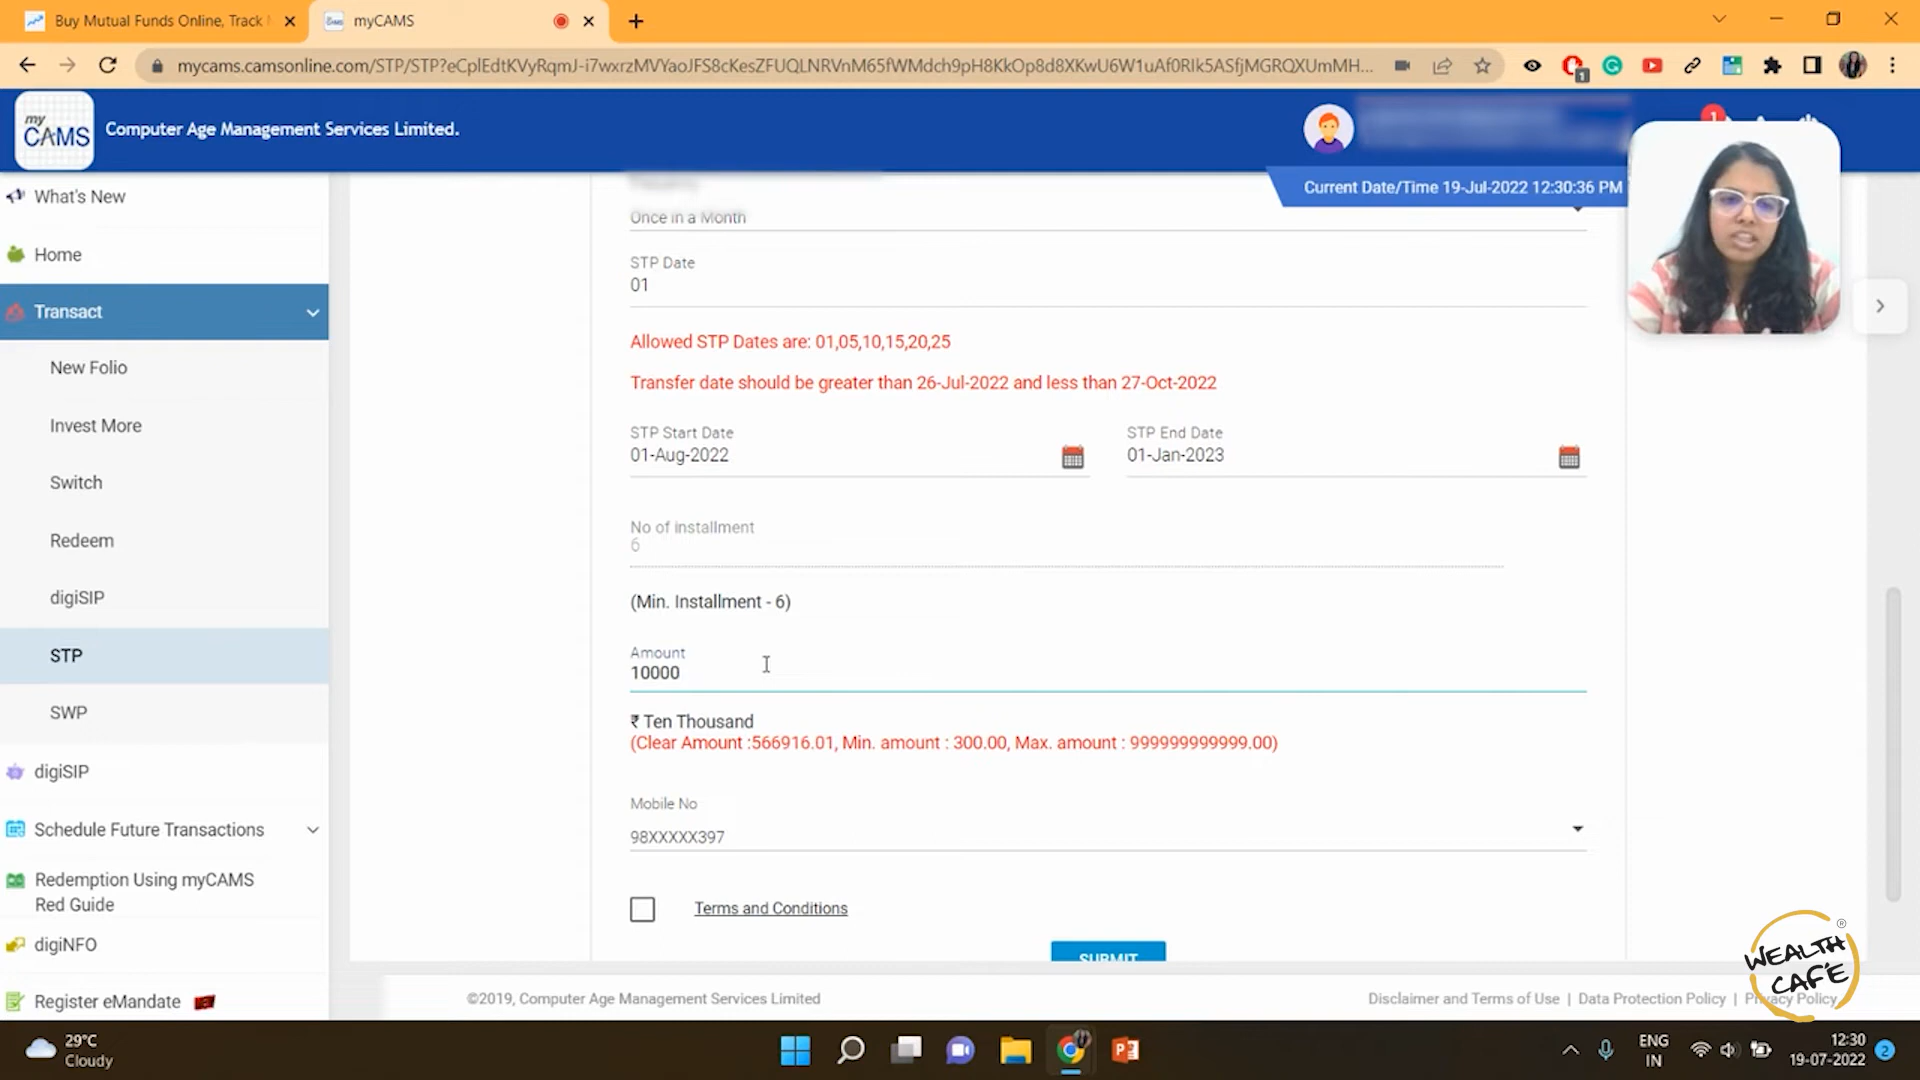 Buy Mutual Funds Online, Track
myCAMS
mycams.camsonline.com/STP/STP?eCplEdtKVyRqmJ-i7wxrzMVYaoJFS8cKesZFUQLNRVnM65fWMdch9pH8KkOp8d8XKwU6W1uAf0RIk5ASfjMGRQXUmMH...
1
my
CAMS
Computer Age Management Services Limited.
1
Current Date/Time 19-Jul-2022 12:30:36 PM
What's New
Home
Transact
New Folio
Invest More
Switch
Redeem
digiSIP
STP
SWP
digiSIP
Schedule Future Transactions
Redemption Using myCAMS
Red Guide
digiNFO
Register eMandate
Once in a Month
STP Date
01
Allowed STP Dates are: 01,05,10,15,20,25
Transfer date should be greater than 26-Jul-2022 and less than 27-Oct-2022
STP Start Date
01-Aug-2022
STP End Date
01-Jan-2023
No of installment
6
(Min. Installment - 6)
Amount
10000
₹ Ten Thousand
(Clear Amount :566916.01, Min. amount : 300.00, Max. amount : 999999999999.00)
Mobile No
98XXXXX397
Terms and Conditions
SUBMIT
WEALTH
CAFE
®
©2019, Computer Age Management Services Limited
Disclaimer and Terms of Use | Data Protection Policy | Privacy Policy
29°C
Cloudy
ENG
IN
12:30
19-07-2022
2